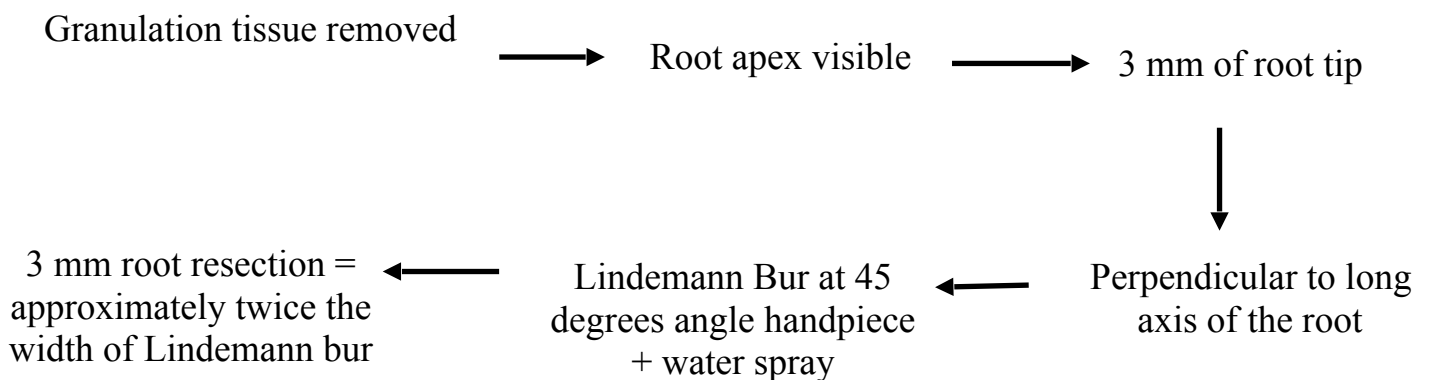 Granulation tissue removed
Root apex visible
3 mm of root tip
Perpendicular to long
axis of the root
Lindemann Bur at 45
degrees angle handpiece
+ water spray
3 mm root resection =
approximately twice the
width of Lindemann bur